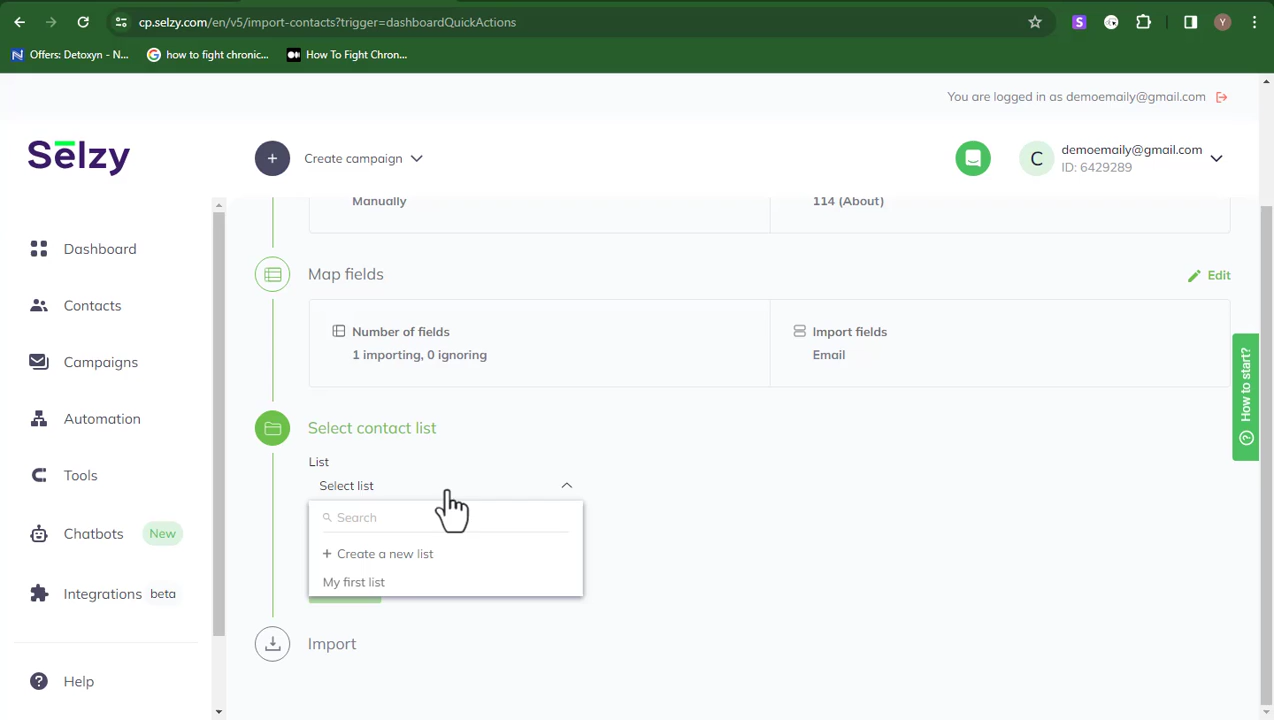 cp.selzy.com/en/v5/import-contacts?trigger=dashboardQuickActions
S
Y
Offers: Detoxyn - N...
how to fight chronic...
How To Fight Chron...
You are logged in as demoemaily@gmail.com
Sēlzy
Create campaign
C
demoemaily@gmail.com
ID: 6429289
Manually
114 (About)
Dashboard
Contacts
Campaigns
Automation
Tools
Chatbots
New
Integrations
beta
Help
Map fields
Edit
Number of fields
1 importing, 0 ignoring
Import fields
Email
Select contact list
List
Select list
Search
+ Create a new list
My first list
Import
How to start?